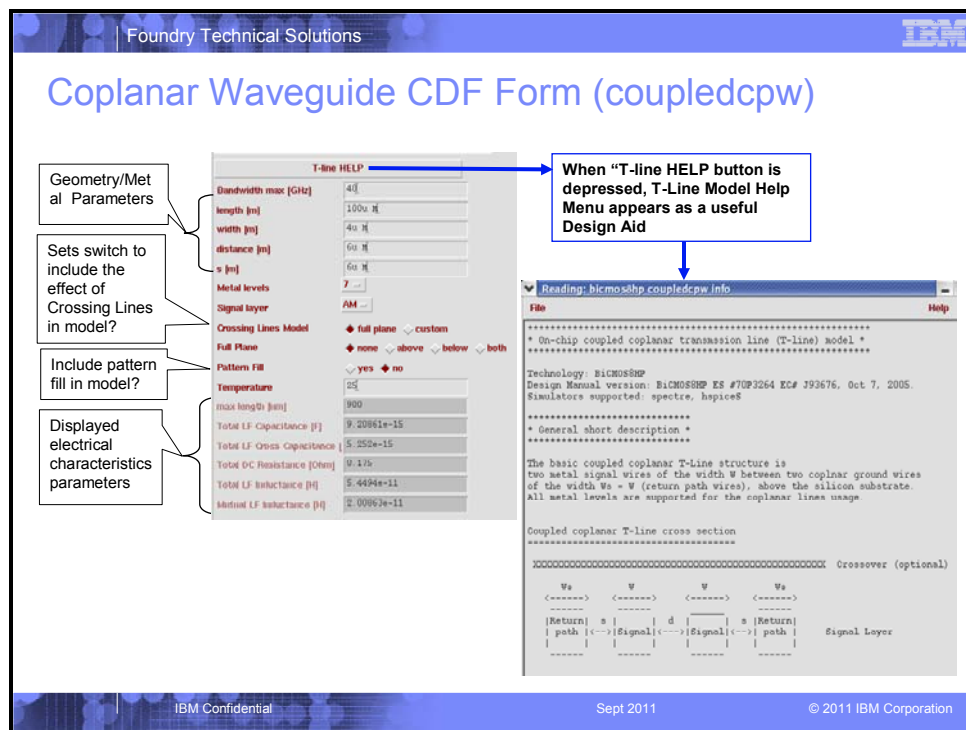 Foundry Technical Solutions
IBM
Coplanar Waveguide CDF Form (coupledcpw)
Geometry/Met
al Parameters
Sets switch to
include the
effect of
Crossing Lines
in model?
Include pattern
fill in model?
Displayed
electrical
characteristics
parameters
T-line HELP
Bandwidth max [GHz] 40
length [m] 100u M
width [m] 4u M
distance [m] 6u M
s [m] 6u M
Metal levels 7
Signal layer AM
Crossing Lines Model full plane custom
Full Plane none above below both
Pattern Fill yes no
Temperature 25
max length [um] 900
Total LF Capacitance [F] 9.20861e-15
Total LF Cross Capacitance [ 5.252e-15
Total DC Resistance [Ohm] 0.175
Total LF Inductance [H] 5.4494e-11
Mutual LF Inductance [H] 2.00863e-11
When “T-line HELP button is
depressed, T-Line Model Help
Menu appears as a useful
Design Aid
Reading: bicmos8hp coupledcpw info
File Help
******************************************************************
* On-chip coupled coplanar transmssion line (T-line) model *
******************************************************************
Technology: BiCMOS8HP
Design Manual version: BiCMOS8HP ES #70P3264 EC# J93676, Oct 7, 2005.
Simulators supported: spectre, hspiceS
*******************************
* General short description *
*******************************
The basic coupled coplanar T-Line structure is
two metal signal wires of the width W between two coplnar ground wires
of the width Ws = W (return path wires), above the silicon substrate.
All metal levels are supported for the coplanar lines usage.
Coupled coplanar T-line cross section
=====================================
XXXXXXXXXXXXXXXXXXXXXXXXXXXXXXXXXXXXXXXXXXXXXXXXXXXX Crossover (optional)
Ws W W Ws
<------> <------> <------> <------>
------ ------ ------ ------
|Return| s | | d | | s |Return|
| path |<-->|Signal|<--->|Signal|<-->| path | Signal Layer
| | | | | | | |
------ ------ ------ ------
IBM Confidential
Sept 2011
© 2011 IBM Corporation